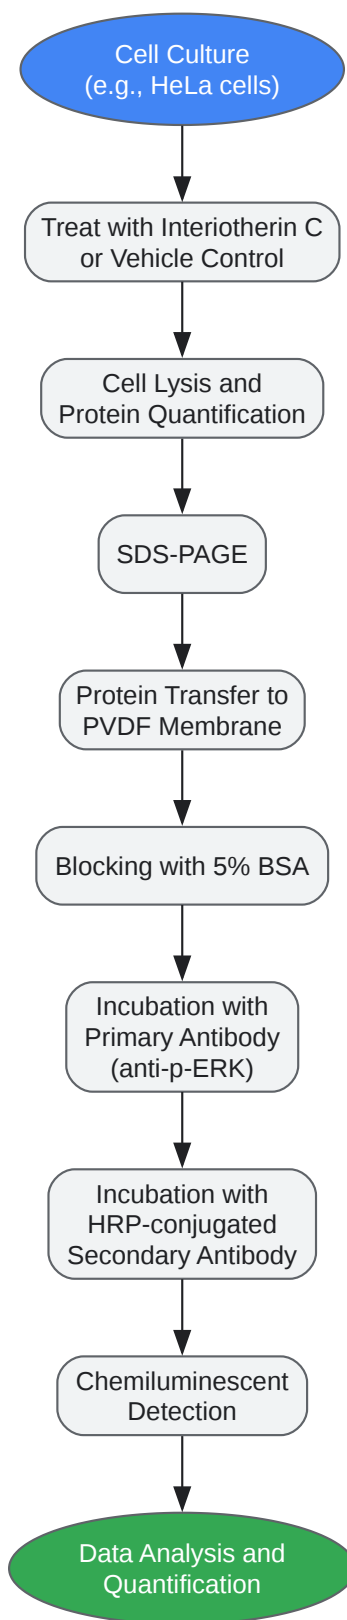 Cell Culture
(e.g., HeLa cells)
Treat with Interiotherin C
or Vehicle Control
Cell Lysis and
Protein Quantification
SDS-PAGE
Protein Transfer to
PVDF Membrane
Blocking with 5% BSA
Incubation with
Primary Antibody
(anti-p-ERK)
Incubation with
HRP-conjugated
Secondary Antibody
Chemiluminescent
Detection
Data Analysis and
Quantification